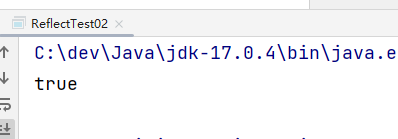 ReflectTest02 ×
C:\dev\Java\jdk-17.0.4\bin\java.e
true